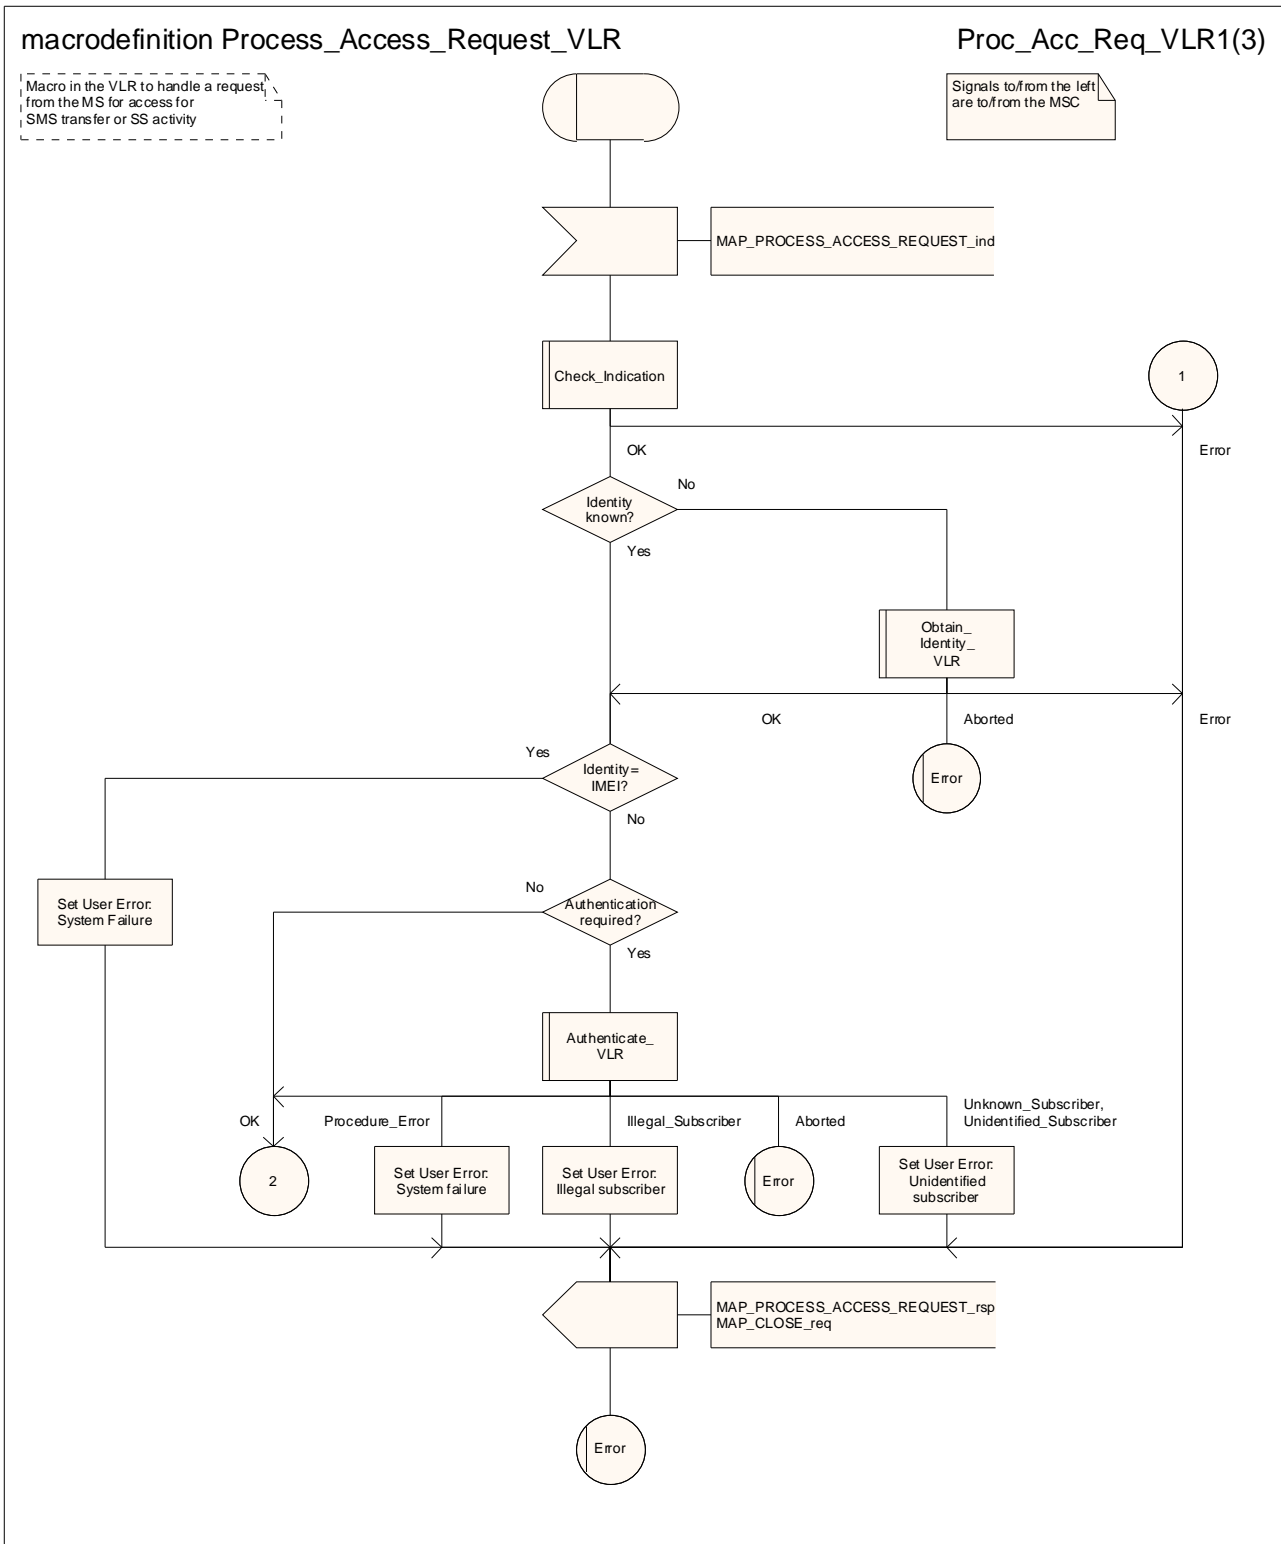 macrodefinition Process_Access_Request_VLR
Proc_Acc_Req_VLR1(3)
Macro in the VLR to handle a request
from the MS for access for
SMS transfer or SS activity
Signals to/from the left
are to/from the MSC
MAP_PROCESS_ACCESS_REQUEST_ind
Check_Indication
1
OK
Error
No
Identity
known?
Yes
Obtain_
Identity_
VLR
OK
Aborted
Error
Yes
Identity=
IMEI?
Error
No
Set User Error:
System Failure
No
Authentication
required?
Yes
Authenticate_
VLR
OK
Procedure_Error
Illegal_Subscriber
Aborted
Unknown_Subscriber,
Unidentified_Subscriber
2
Set User Error:
System failure
Set User Error:
Illegal subscriber
Error
Set User Error:
Unidentified
subscriber
MAP_PROCESS_ACCESS_REQUEST_rsp
MAP_CLOSE_req
Error